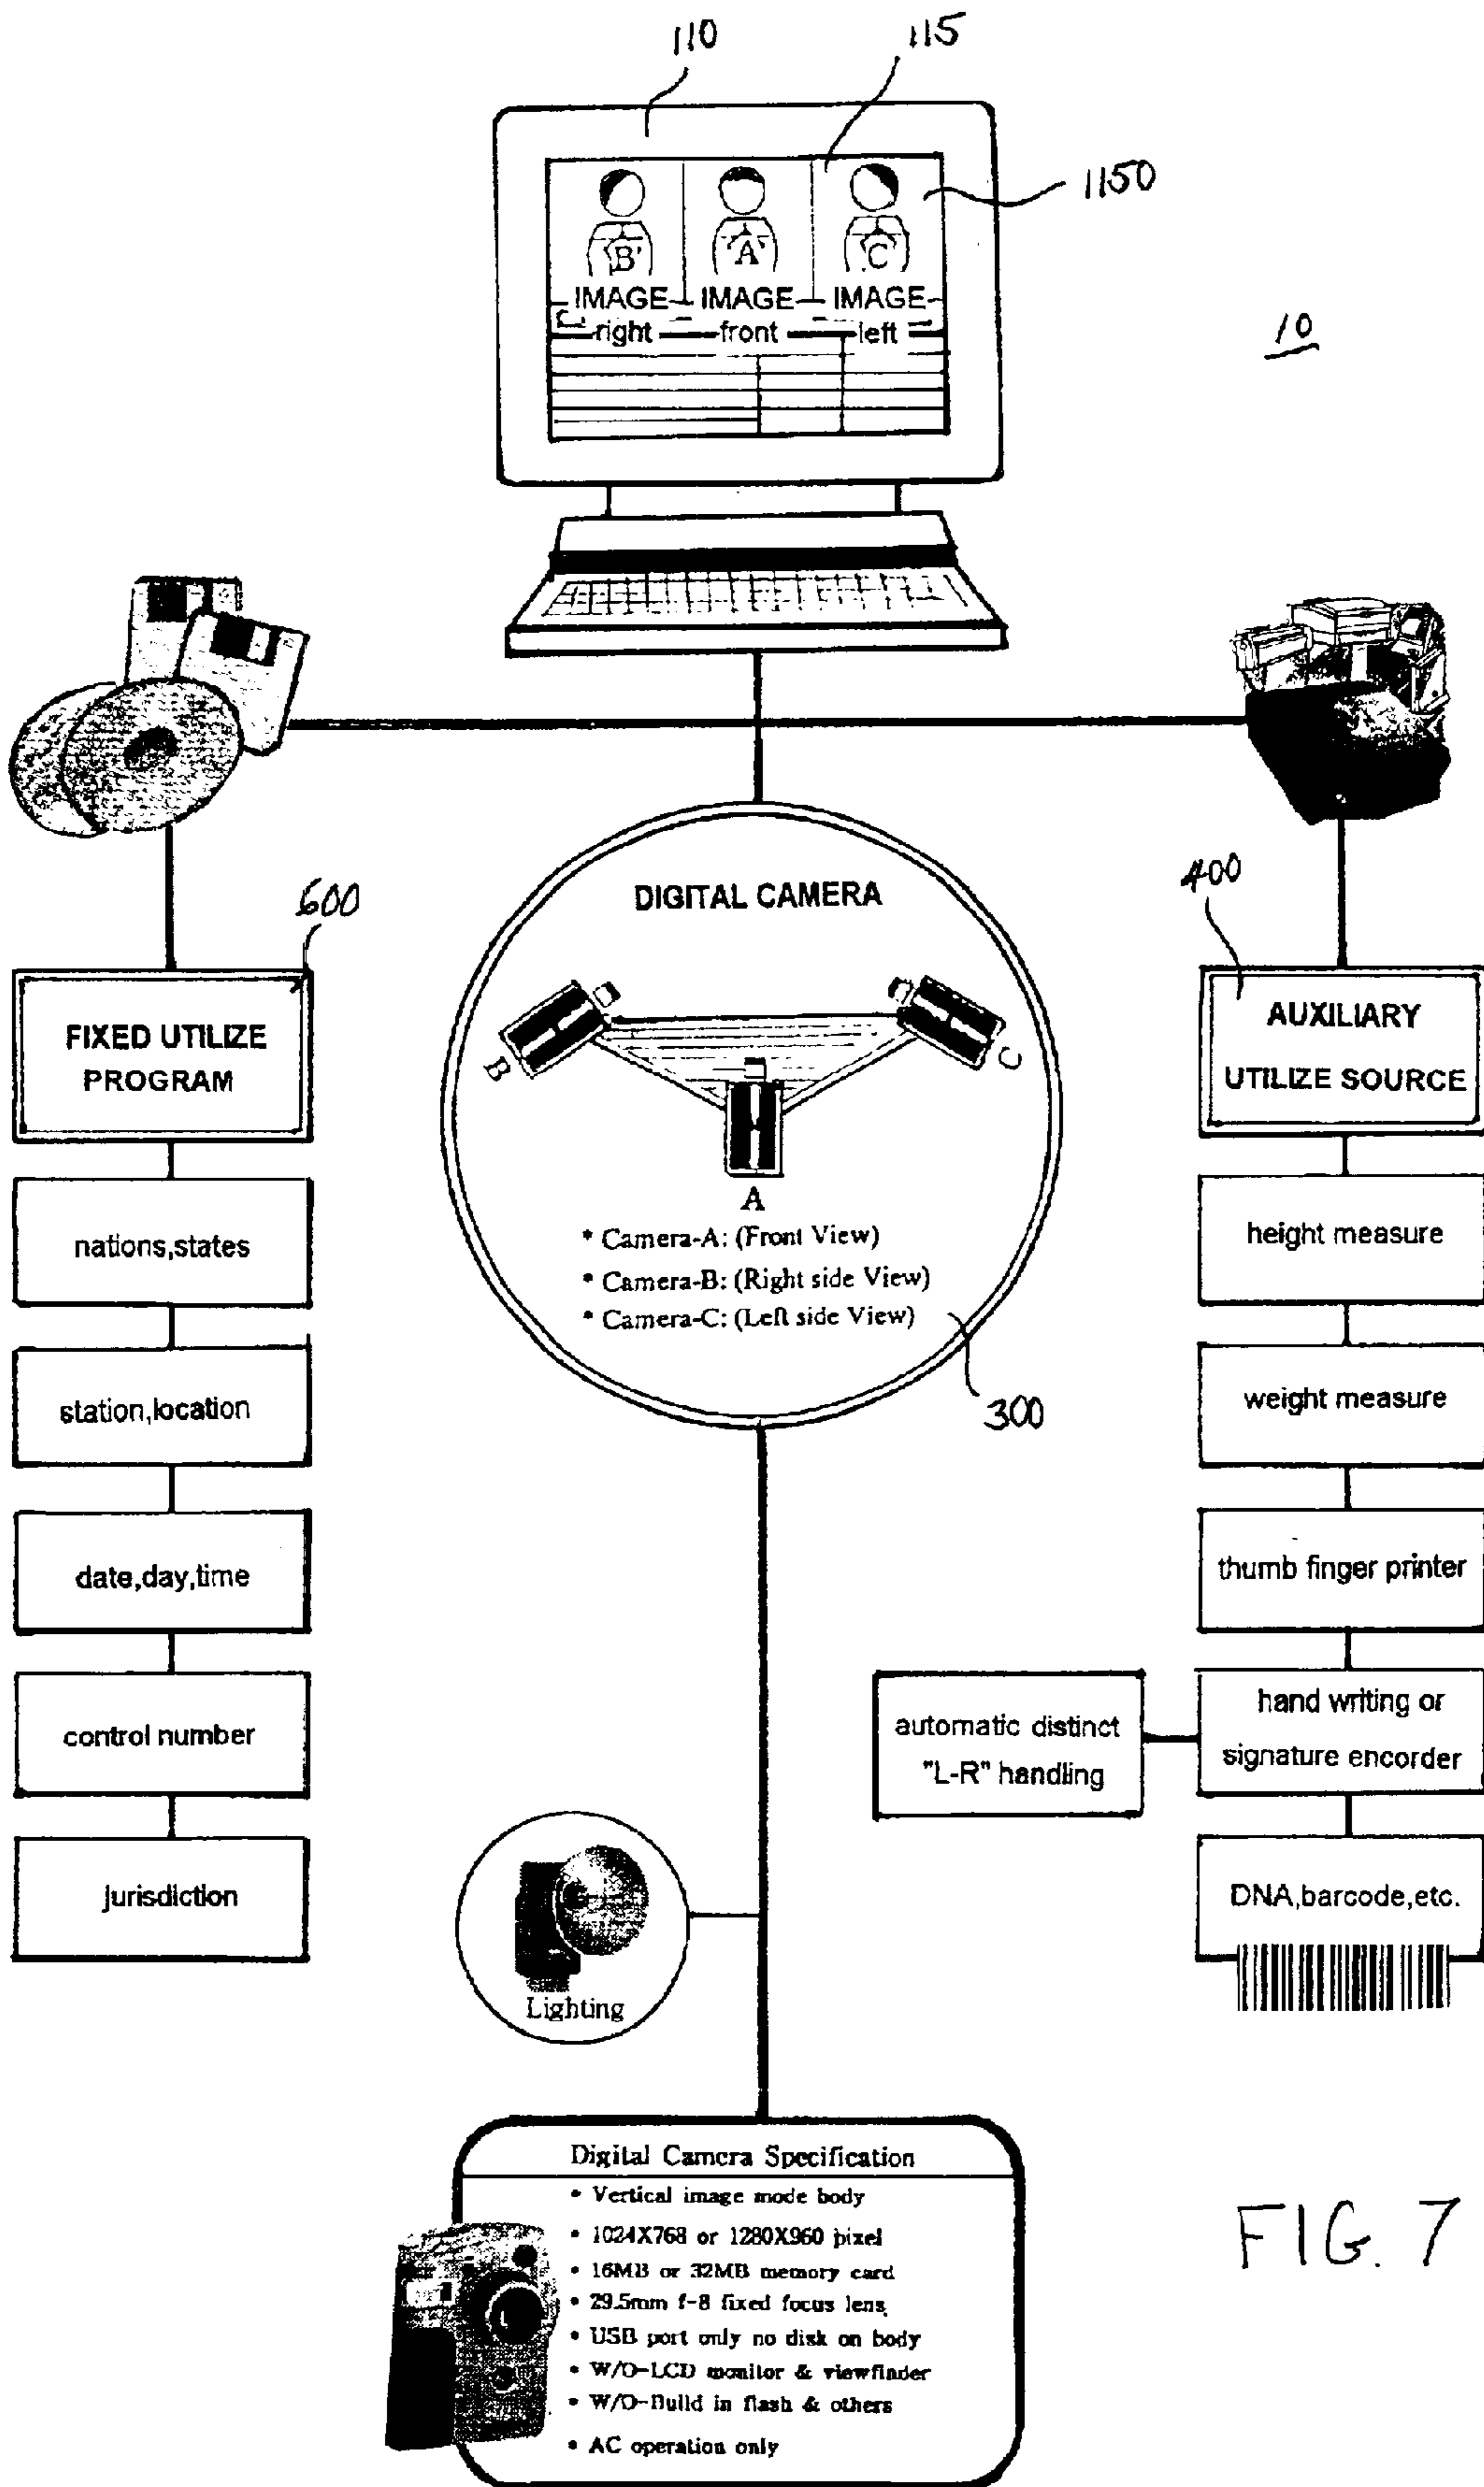 110
115
1150
B
A
C
IMAGE
IMAGE
IMAGE
right
front
left
10
600
DIGITAL CAMERA
400
FIXED UTILIZE
PROGRAM
B
C
A
AUXILIARY
UTILIZE SOURCE
* Camera-A: (Front View)
* Camera-B: (Right side View)
* Camera-C: (Left side View)
300
nations,states
station,location
date,day,time
control number
jurisdiction
height measure
weight measure
thumb finger printer
hand writing or
signature encorder
automatic distinct
"L-R" handling
DNA,barcode,etc.
Lighting
Digital Camera Specification
• Vertical image mode body
• 1024X768 or 1280X960 pixel
• 16MB or 32MB memory card
• 29.5mm f-8 fixed focus lens
• USB port only no disk on body
• W/O-LCD monitor & viewfinder
• W/O-Build in flash & others
• AC operation only
FIG. 7